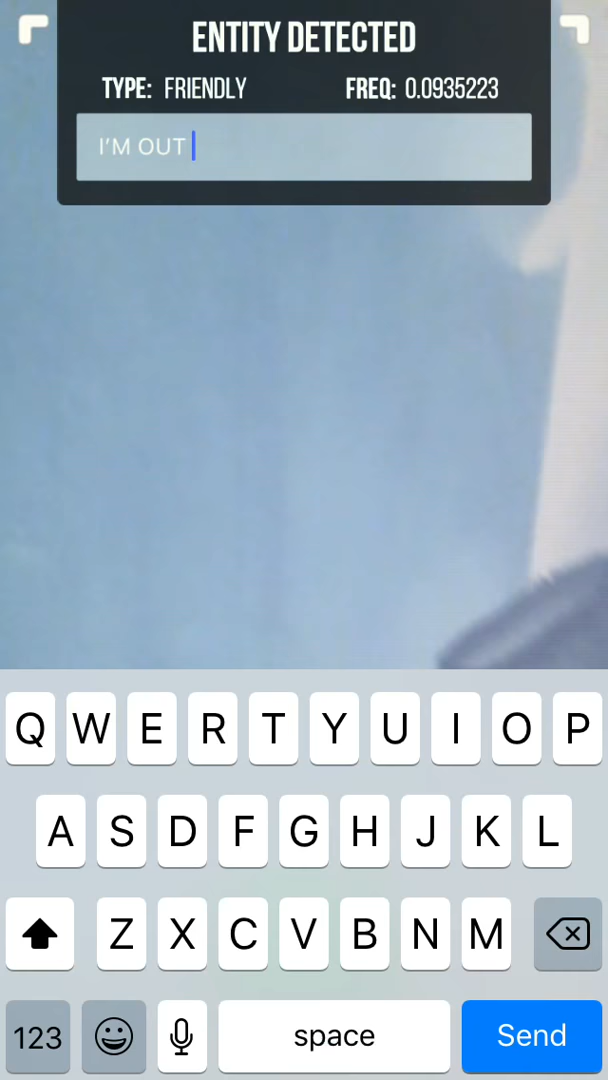 ENTITY DETECTED
TYPE: FRIENDLY FREQ: 0.0935223
I'M OUT
Q W E R T Y U I O P
A S D F G H J K L
Z X C V B N M
123 space Send